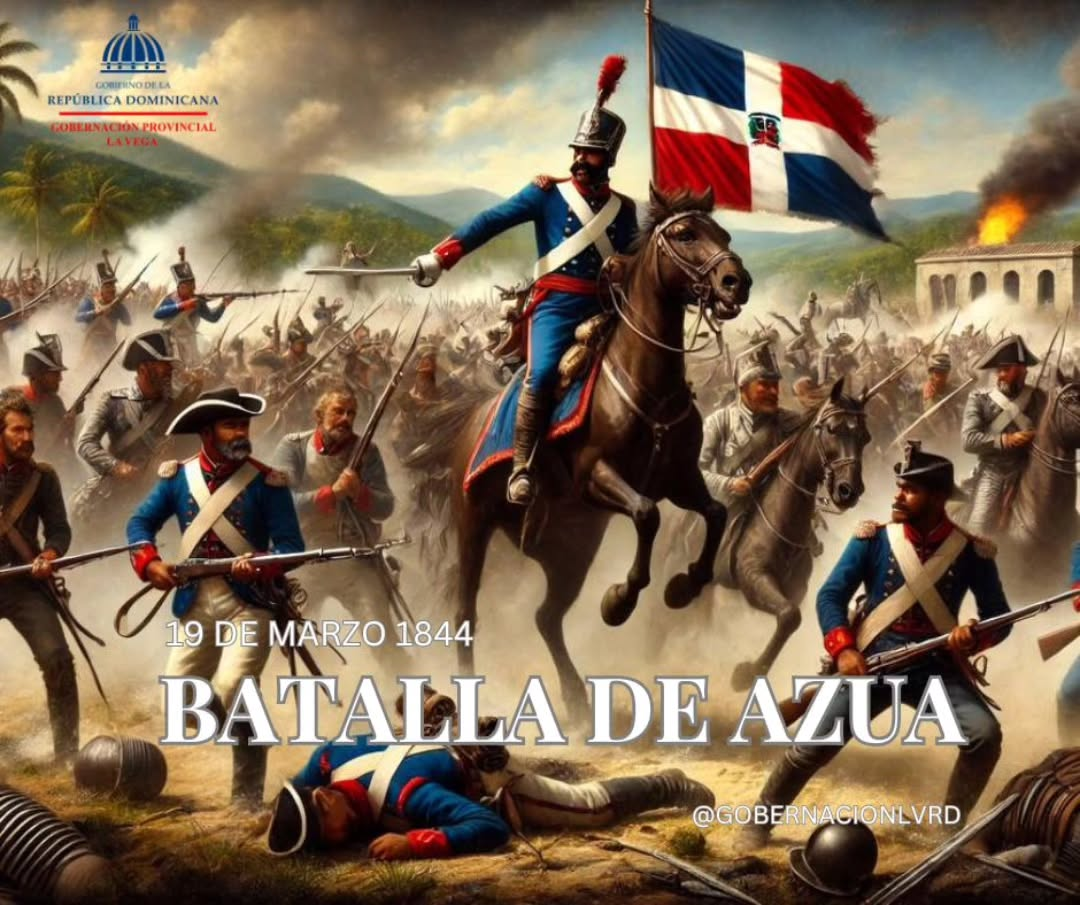 GOBIERNO DE LA
REPÚBLICA DOMINICANA
GOBERNACIÓN PROVINCIAL
LA VEGA
19 DE MARZO 1844
BATALLA DE AZUA
@GOBERNACIONLVRD